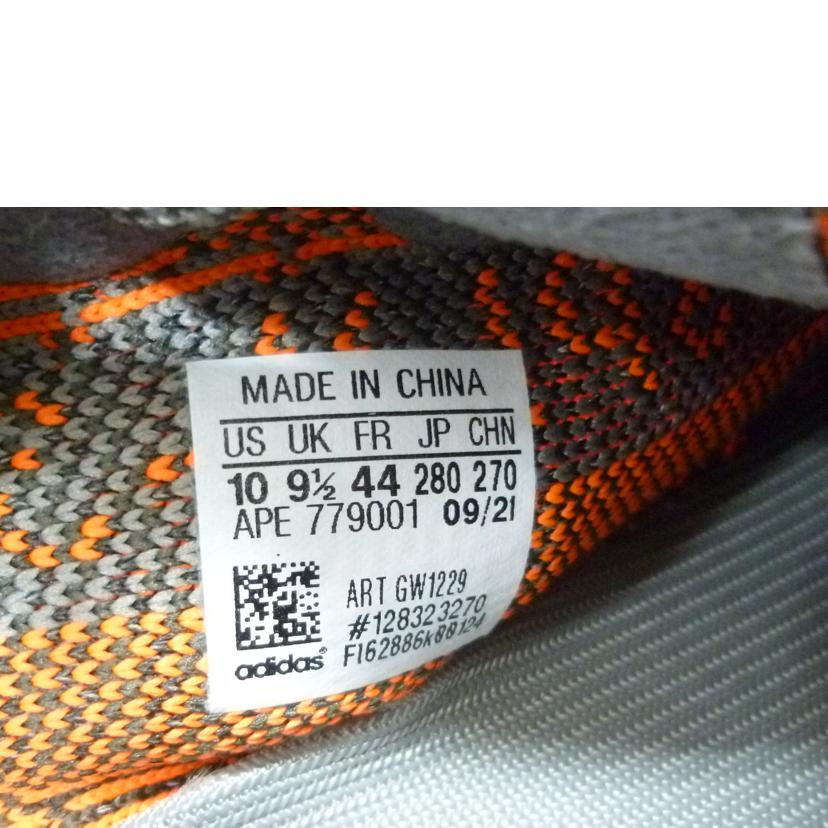 MADE IN CHINA
US UK FR JP CHN
10 9½ 44 280 270
APE 779001 09/21
ART GW1229
#128323270
F162886k00124
adidas®